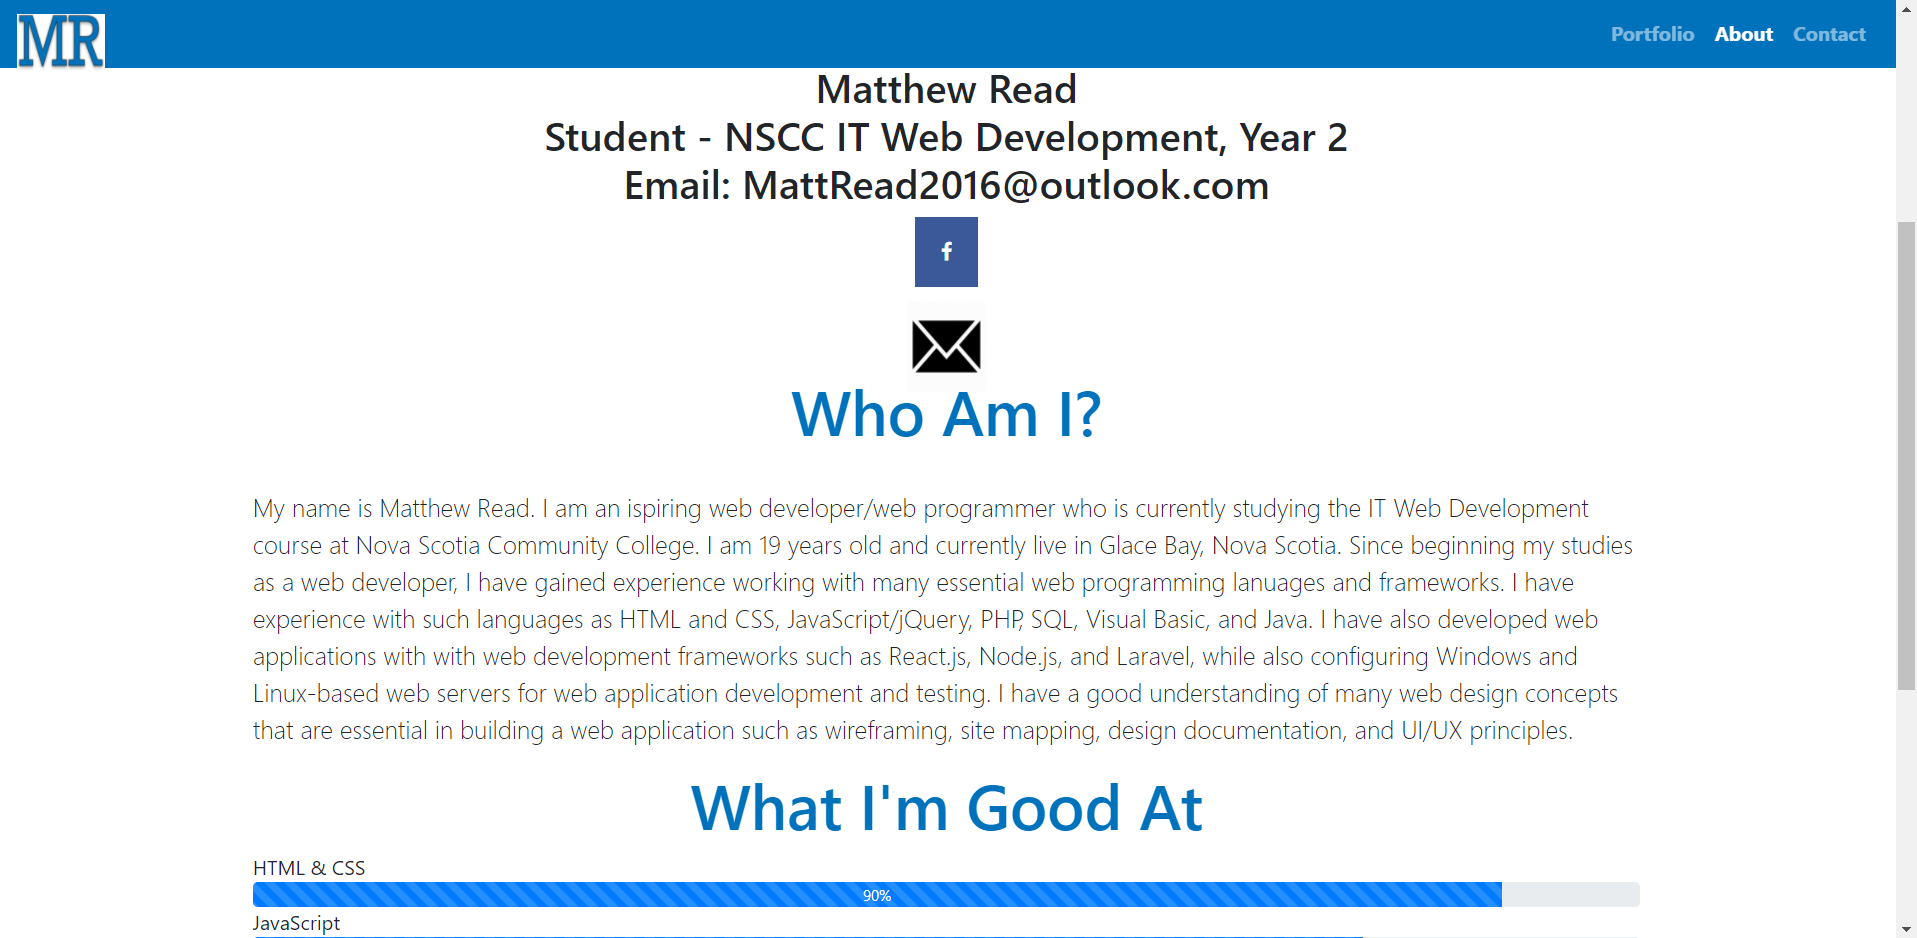 MR
Portfolio About Contact
Matthew Read
Student - NSCC IT Web Development, Year 2
Email: MattRead2016@outlook.com
f
Who Am I?
My name is Matthew Read. I am an ispiring web developer/web programmer who is currently studying the IT Web Development
course at Nova Scotia Community College. I am 19 years old and currently live in Glace Bay, Nova Scotia. Since beginning my studies
as a web developer, I have gained experience working with many essential web programming lanuages and frameworks. I have
experience with such languages as HTML and CSS, JavaScript/jQuery, PHP, SQL, Visual Basic, and Java. I have also developed web
applications with with web development frameworks such as React.js, Node.js, and Laravel, while also configuring Windows and
Linux-based web servers for web application development and testing. I have a good understanding of many web design concepts
that are essential in building a web application such as wireframing, site mapping, design documentation, and UI/UX principles.
What I'm Good At
HTML & CSS
90%
JavaScript